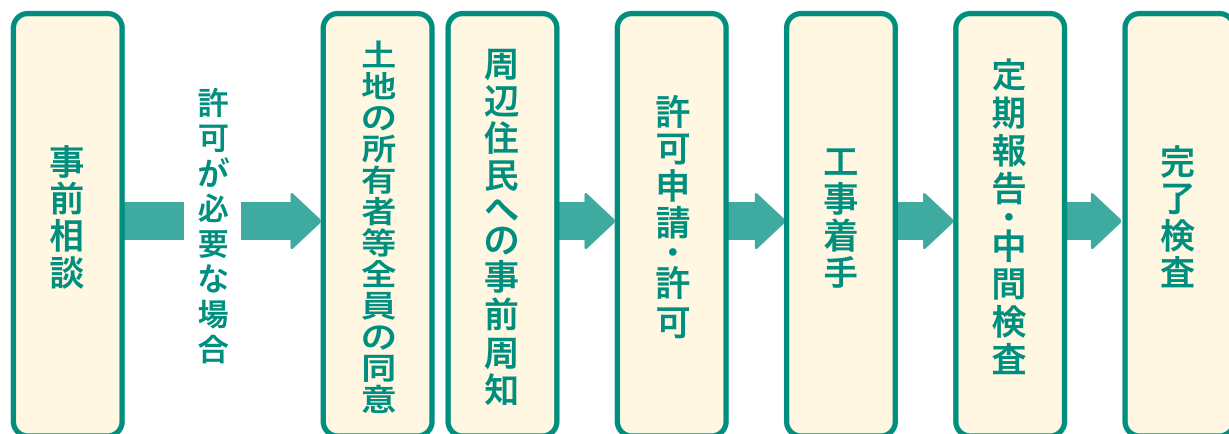 事前相談
許可が必要な場合
土地の所有者等全員の同意
周辺住民への事前周知
許可申請・許可
工事着手
定期報告・中間検査
完了検査